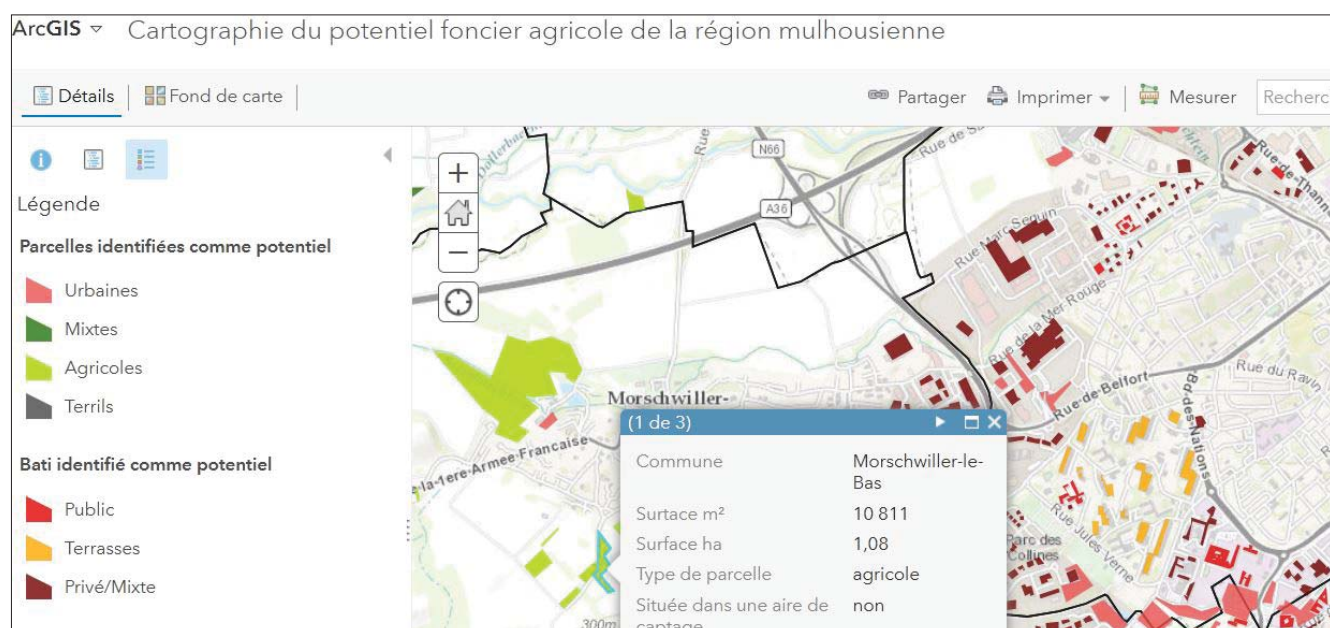 ArcGIS
Cartographie du potentiel foncier agricole de la région mulhousienne
Détails
Fond de carte
Partager
Imprimer
Mesurer
Recherc
Légende
Parcelles identifiées comme potentiel
Urbaines
Mixtes
Agricoles
Terrils
Bati identifié comme potentiel
Public
Terrasses
Privé/Mixte
Dollerbach
Rue
N66
A36
Rue de S
Rue-de-Thann
Rue Marc Seguin
Rue de la Mer Rouge
Rue-de-Belfort
Rue du Ravin
Bd-des-Nations
Rue Jules Verne
Parc des
Collines
Morschwiller-
e-la-1ere-Armee-Francaise
300m
(1 de 3)
Commune Morschwiller-le-
Bas
Surtace m² 10 811
Surface ha 1,08
Type de parcelle agricole
Située dans une aire de non
captage